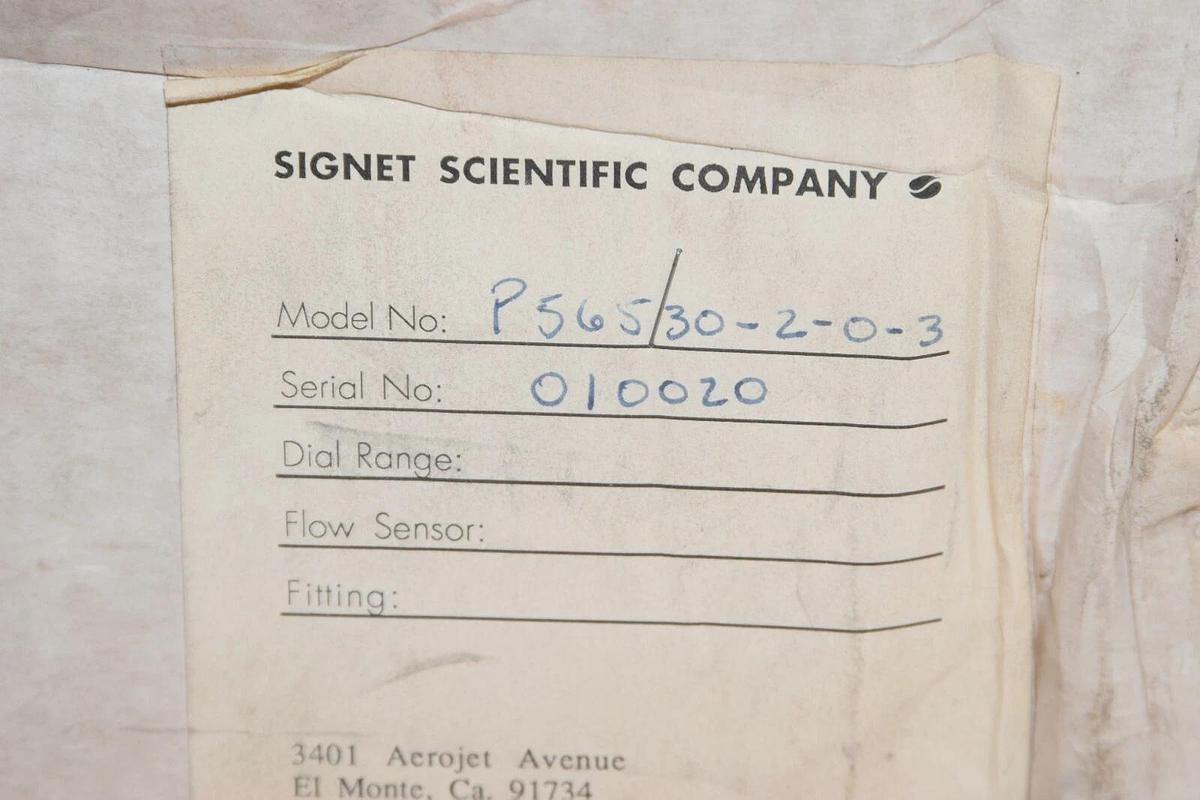 SIGNET SCIENTIFIC COMPANY
Model No: P565/30-2-0-3
Serial No: 010020
Dial Range:
Flow Sensor:
Fitting:
3401 Aerojet Avenue
El Monte, Ca. 91734